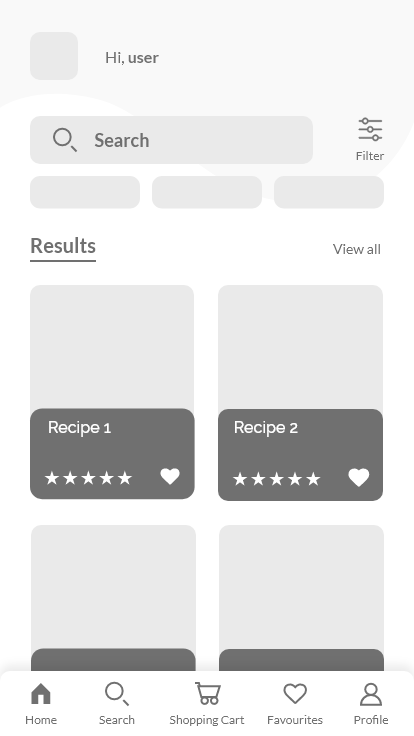 Hi, user
Search
Filter
Results
View all
Recipe 1
Recipe 2
Home
Search
Shopping Cart
Favourites
Profile